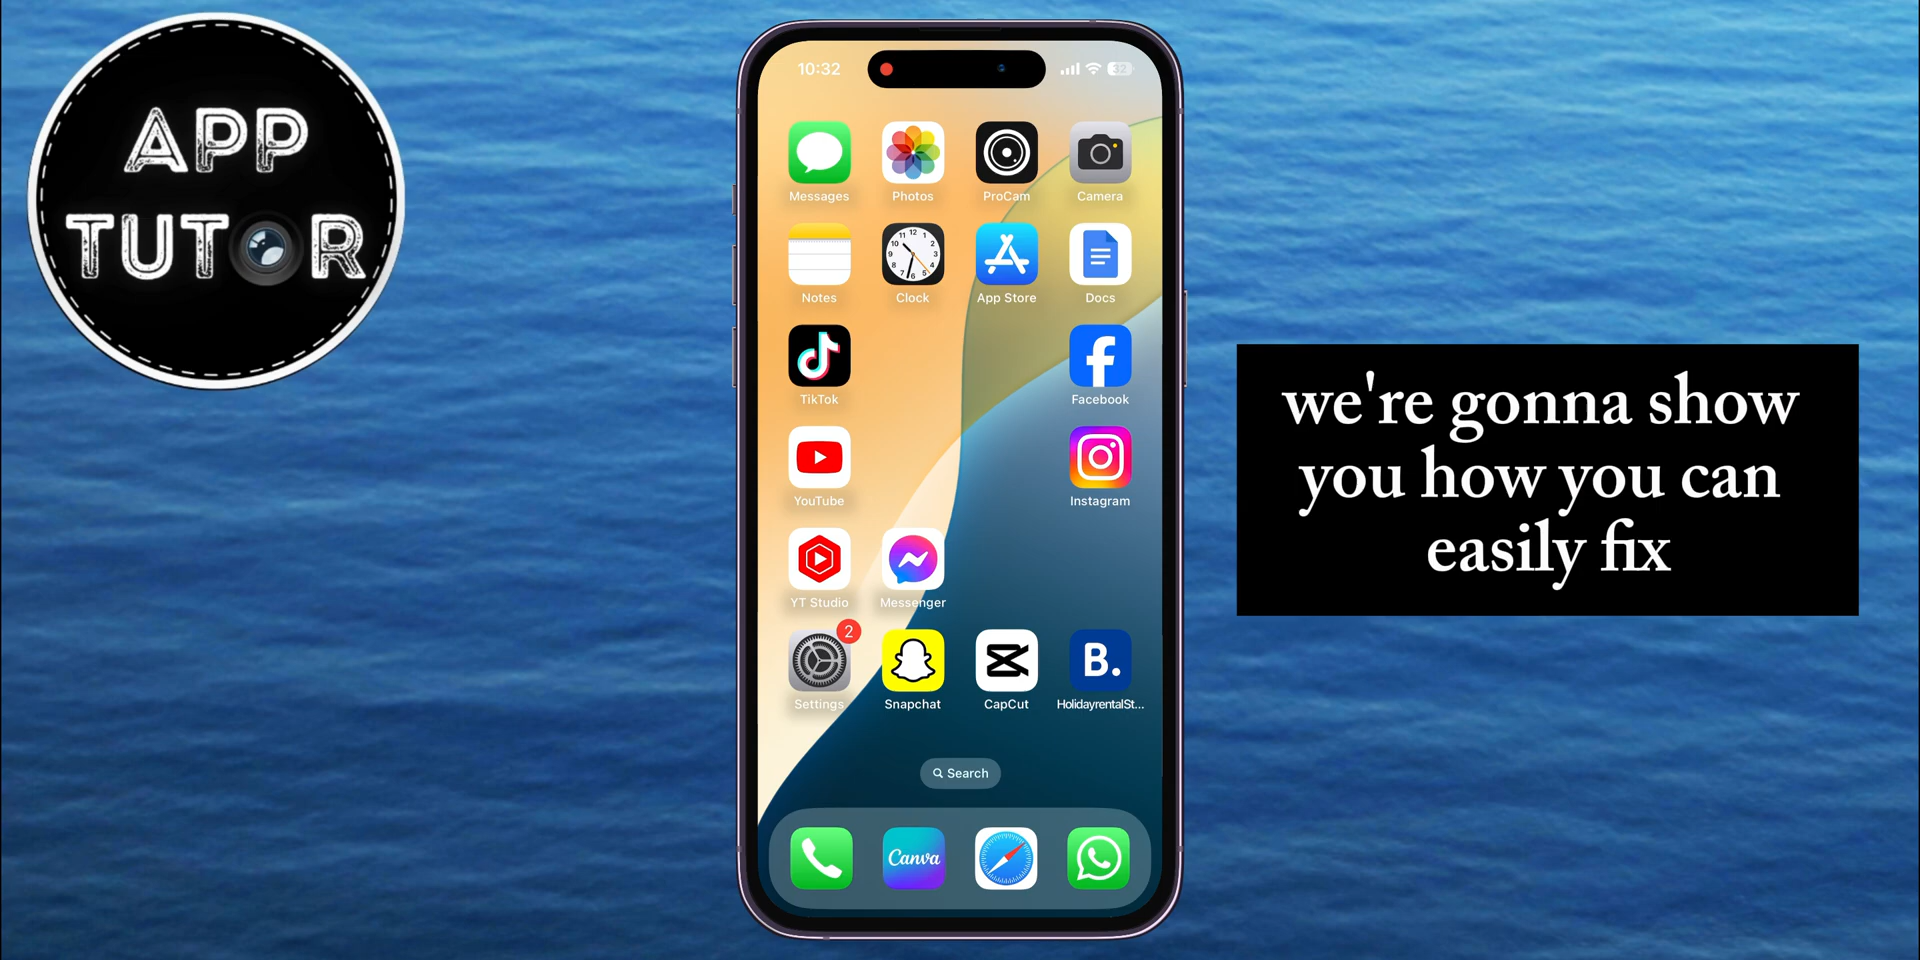 APP
TUTOR
10:32
32
Messages
Photos
ProCam
Camera
Notes
Clock
App Store
Docs
TikTok
Facebook
YouTube
Instagram
YT Studio
Messenger
2
B.
Settings
Snapchat
CapCut
HolidayrentalSt...
Search
Canva
we're gonna show
you how you can
easily fix